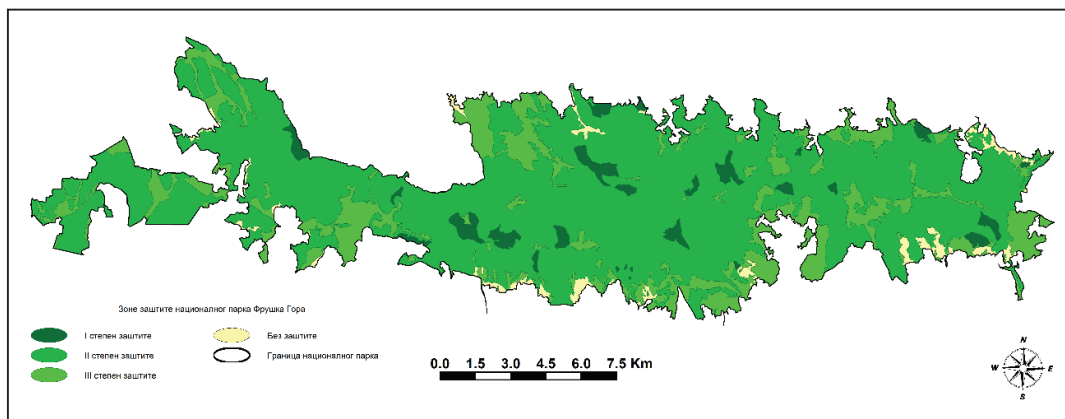 Зоне заштите националног парка Фрушка Гора
I степен заштите
II степен заштите
III степен заштите
Без заштите
Граница националног парка
0.0 1.5 3.0 4.5 6.0 7.5 Km
N
W E
S